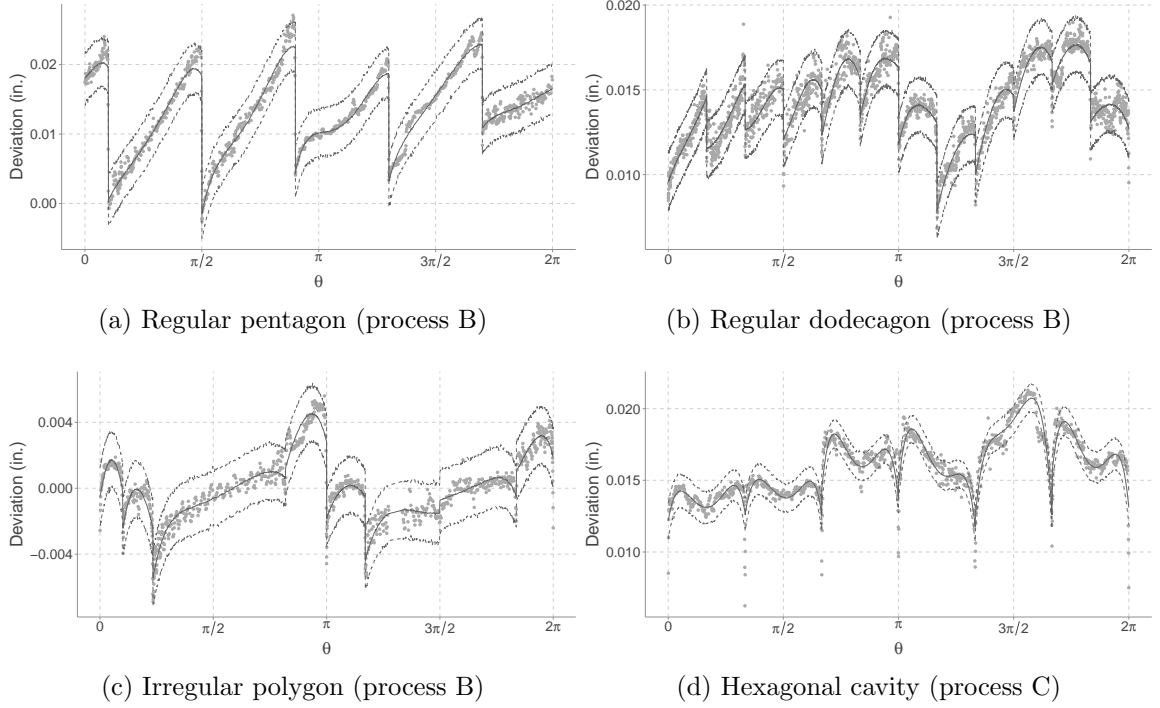 Deviation (in.)
0.02
0.01
0.00
0
π/2
π
3π/2
2π
θ
(a) Regular pentagon (process B)
Deviation (in.)
0.020
0.015
0.010
0
π/2
π
3π/2
2π
θ
(b) Regular dodecagon (process B)
Deviation (in.)
0.004
0.000
−0.004
0
π/2
π
3π/2
2π
θ
(c) Irregular polygon (process B)
Deviation (in.)
0.020
0.015
0.010
0
π/2
π
3π/2
2π
θ
(d) Hexagonal cavity (process C)